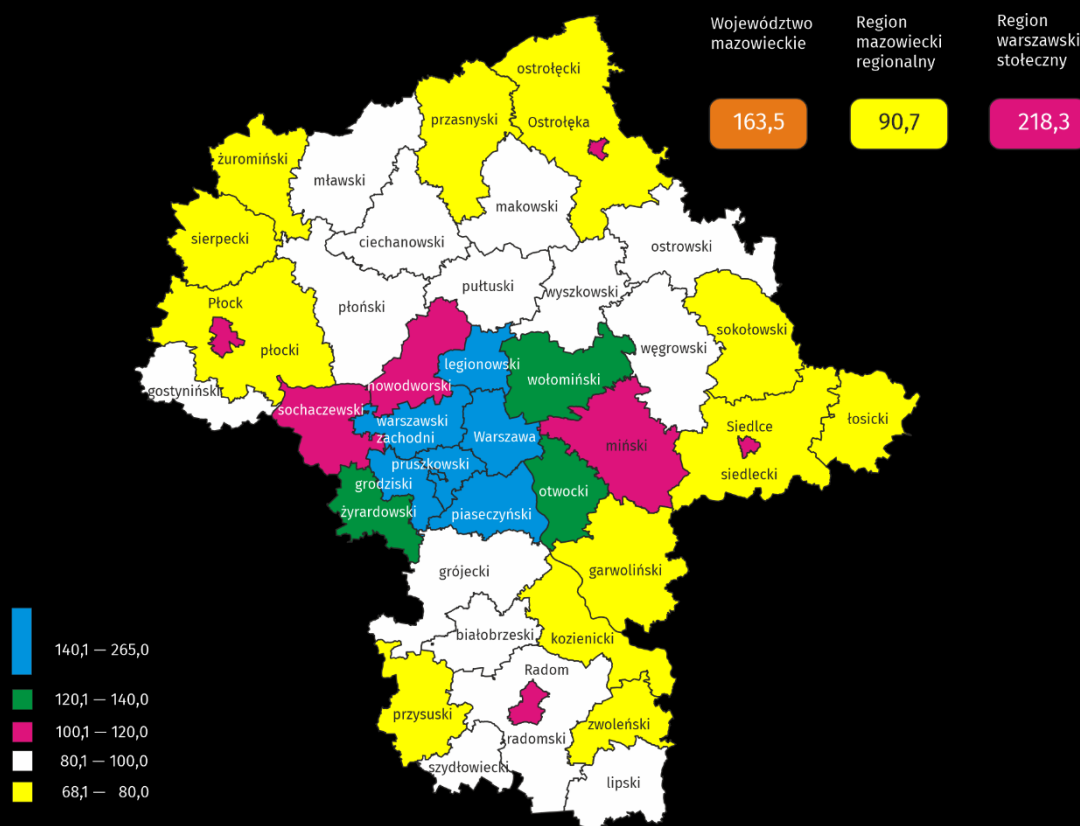 Województwo
mazowieckie
Region
mazowiecki
regionalny
Region
warszawski
stołeczny
163,5
90,7
218,3
ostrołęcki
przasnyski
Ostrołęka
żuromiński
mławski
makowski
sierpecki
ciechanowski
ostrowski
pułtuski
wyszkowski
Płock
płoński
sokołowski
płocki
węgrowski
legionowski
wołomiński
gostyniński
nowodworski
sochaczewski
warszawski
zachodni
Warszawa
Siedlce
łosicki
miński
pruszkowski
siedlecki
grodziski
otwocki
żyrardowski
piaseczyński
grójecki
garwoliński
białobrzeski
kozienicki
Radom
przysuski
zwoleński
radomski
szydłowiecki
lipski
140,1 — 265,0
120,1 — 140,0
100,1 — 120,0
80,1 — 100,0
68,1 — 80,0